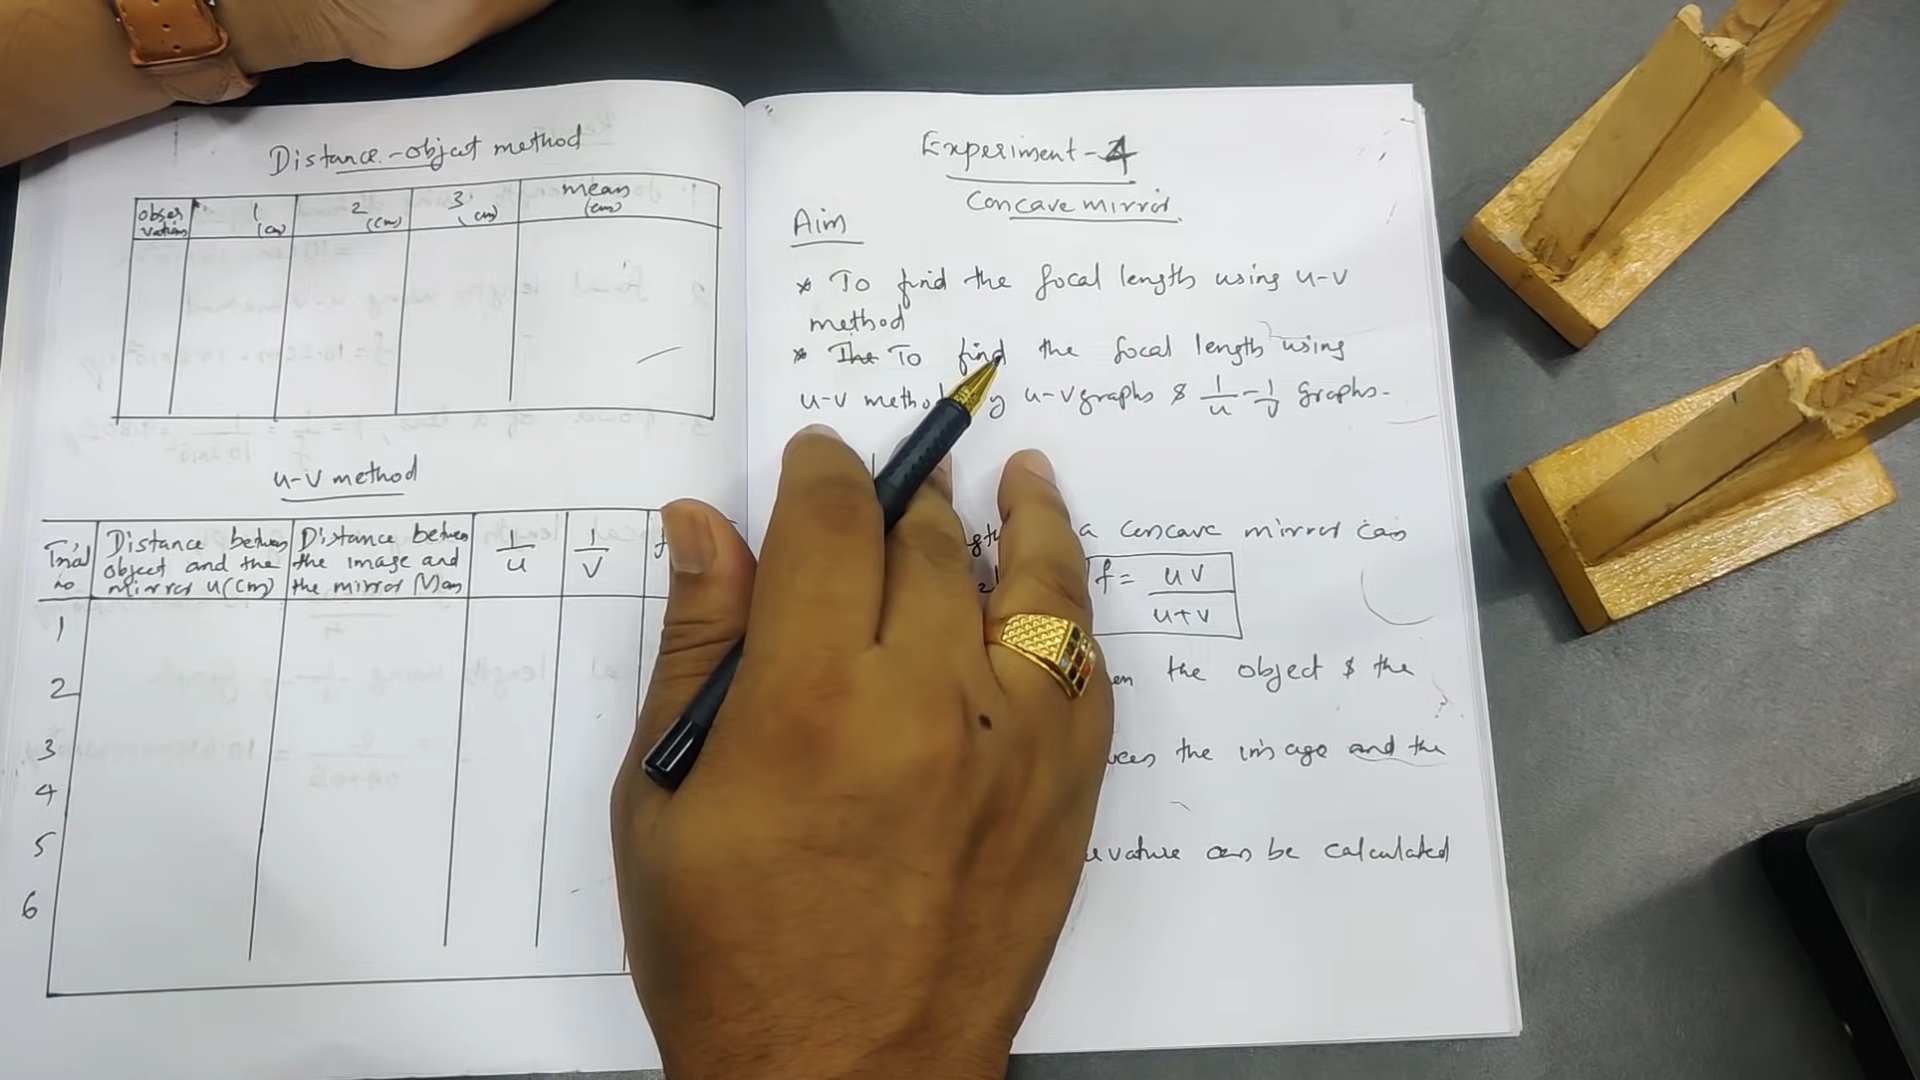 Distance-object method
Obser vations 1 (cm) 2 (cm) 3 (cm) mean (cm)
u-v method
Trial no
Distance between object and the mirror u(cm)
Distance between the image and the mirror (V)cm
1/u
1/v
f
1
2
3
4
5
6
Experiment-4
Concave mirror
Aim
* To find the focal length using u-v
method
* To find the focal length using
u-v method u-v graphs & 1/u-1/v graphs.
a concave mirror can
f = uv/u+v
the object & the
the image and the
can be calculated